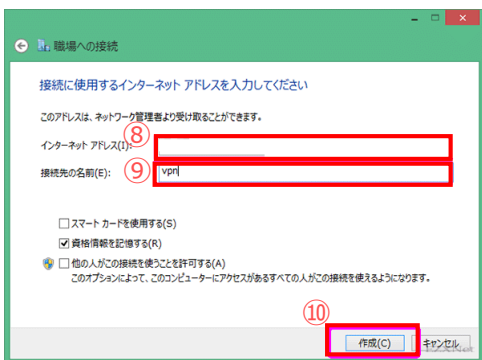 職場への接続
接続に使用するインターネット アドレスを入力してください
このアドレスは、ネットワーク管理者より受け取ることができます。
⑧
インターネット アドレス(I):
⑨
接続先の名前(E): vpn
スマート カードを使用する(S)
資格情報を記憶する(R)
他の人がこの接続を使うことを許可する(A)
このオプションによって、このコンピューターにアクセスがあるすべての人がこの接続を使えるようになります。
⑩
作成(C) キャンセル